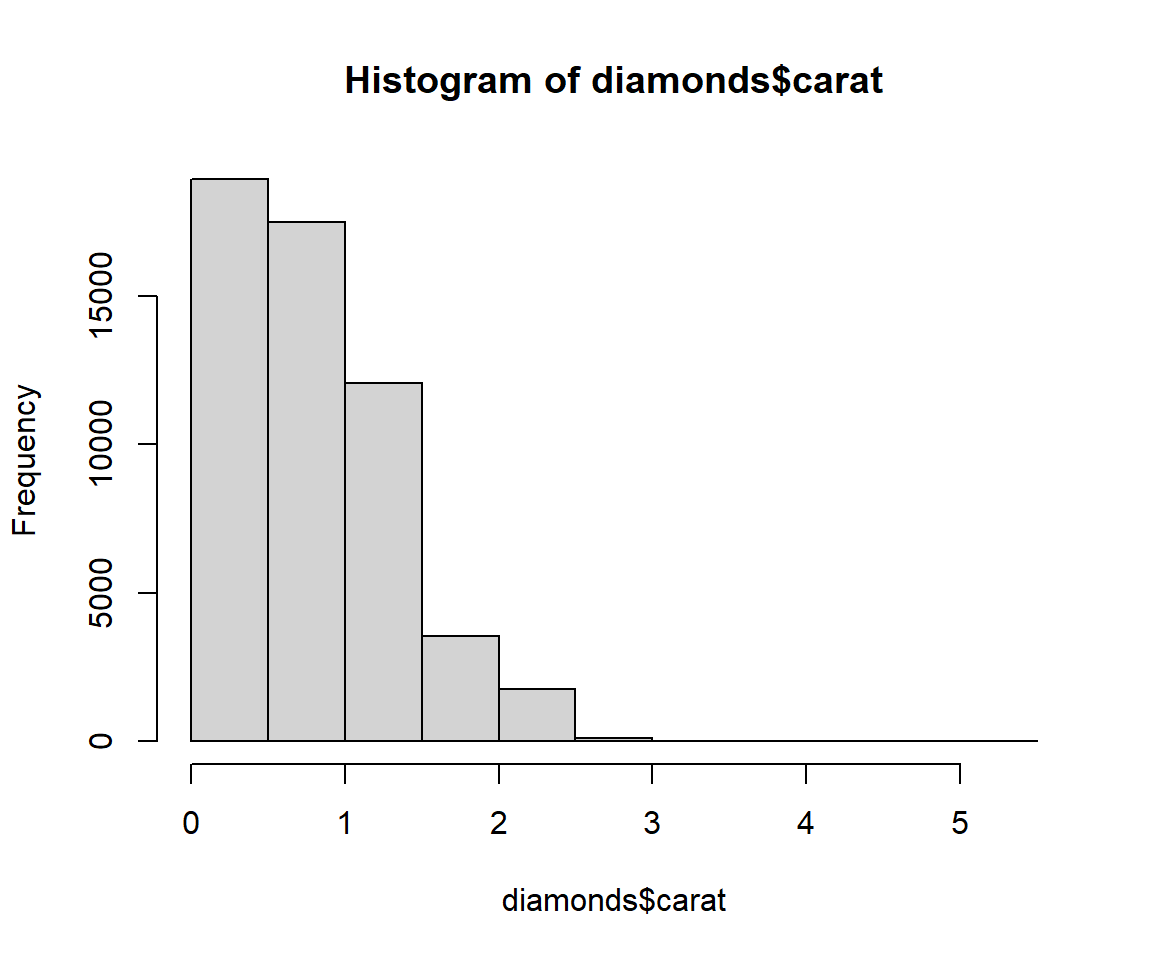 Histogram of diamonds$carat
Frequency
15000
10000
5000
0
0 1 2 3 4 5
diamonds$carat